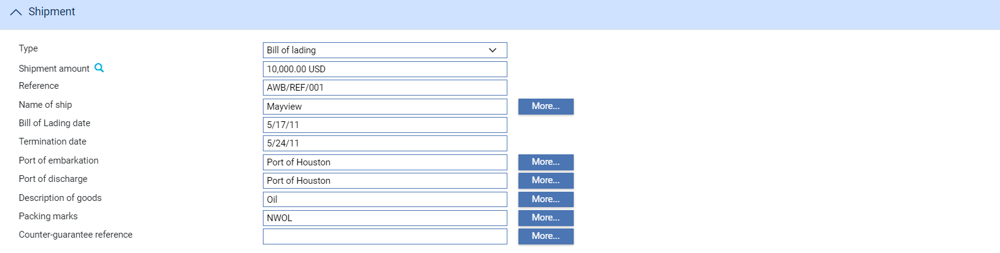 Shipment
Type Bill of lading
Shipment amount 10,000.00 USD
Reference AWB/REF/001
Name of ship Mayview More...
Bill of Lading date 5/17/11
Termination date 5/24/11
Port of embarkation Port of Houston More...
Port of discharge Port of Houston More...
Description of goods Oil More...
Packing marks NWOL More...
Counter-guarantee reference More...